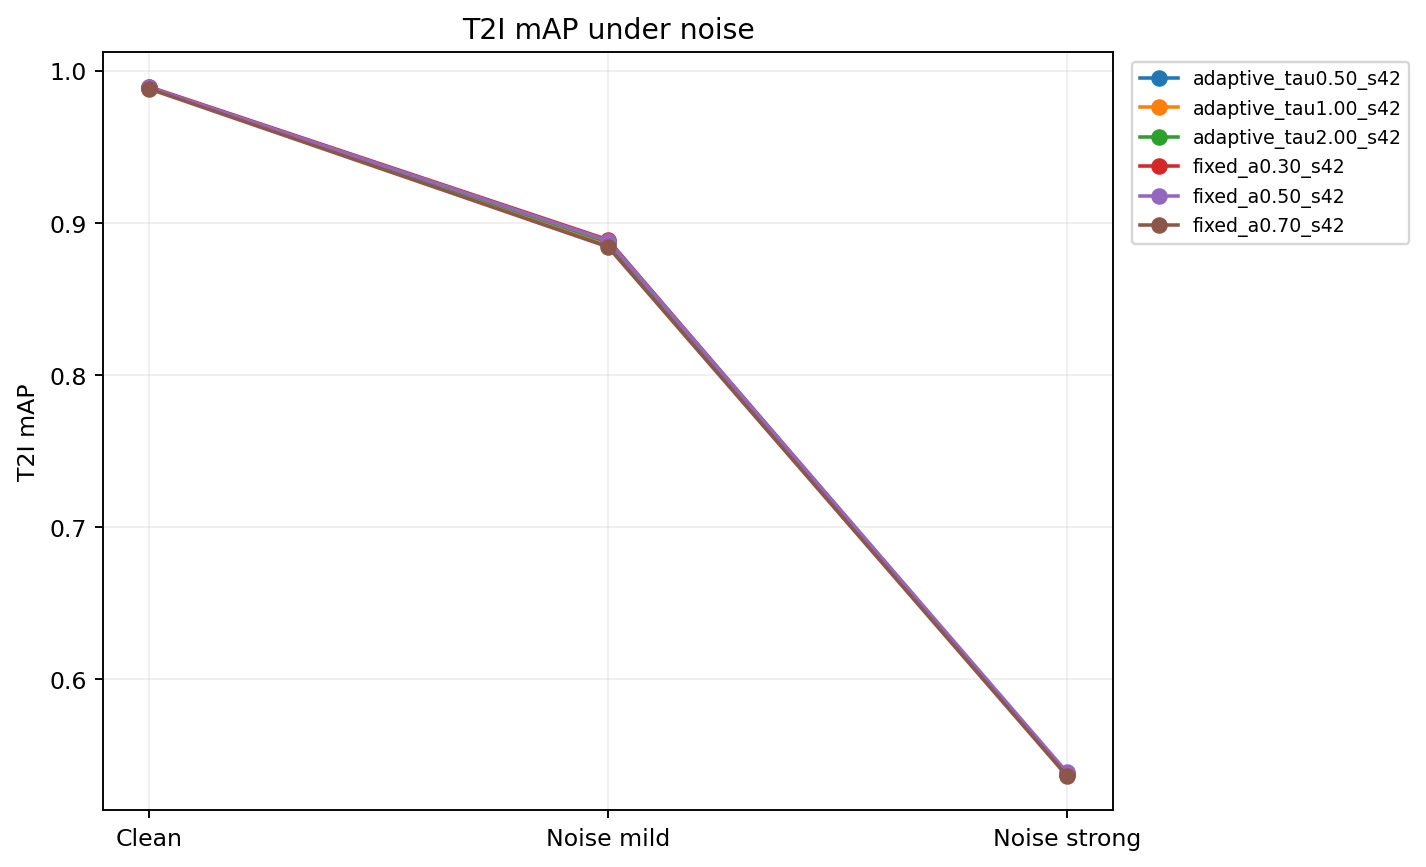 T2I mAP under noise
T2I mAP
1.0
0.9
0.8
0.7
0.6
Clean
Noise mild
Noise strong
adaptive_tau0.50_s42
adaptive_tau1.00_s42
adaptive_tau2.00_s42
fixed_a0.30_s42
fixed_a0.50_s42
fixed_a0.70_s42